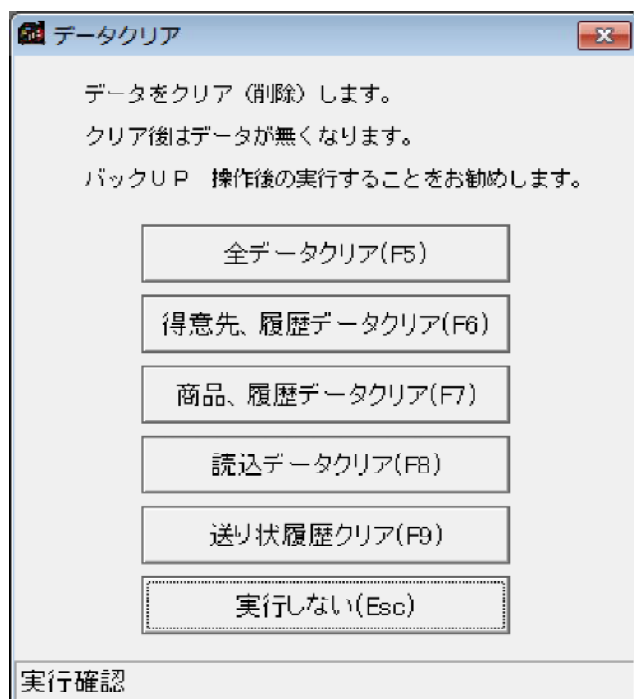 データクリア
データをクリア（削除）します。
クリア後はデータが無くなります。
バックＵＰ　操作後の実行することをお勧めします。
全データクリア(F5)
得意先、履歴データクリア(F6)
商品、履歴データクリア(F7)
読込データクリア(F8)
送り状履歴クリア(F9)
実行しない(Esc)
実行確認